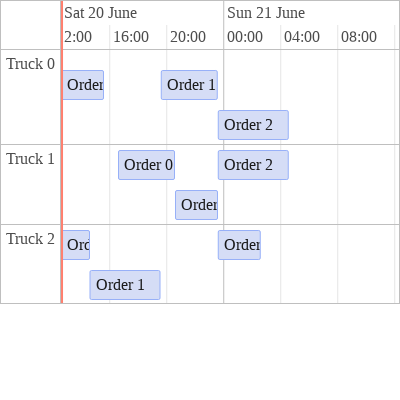 Sat 20 June Sun 21 June
2:00 16:00 20:00 00:00 04:00 08:00
Truck 0
Order Order 1
Order 2
Truck 1
Order 0 Order 2
Order
Truck 2
Ord Order
Order 1